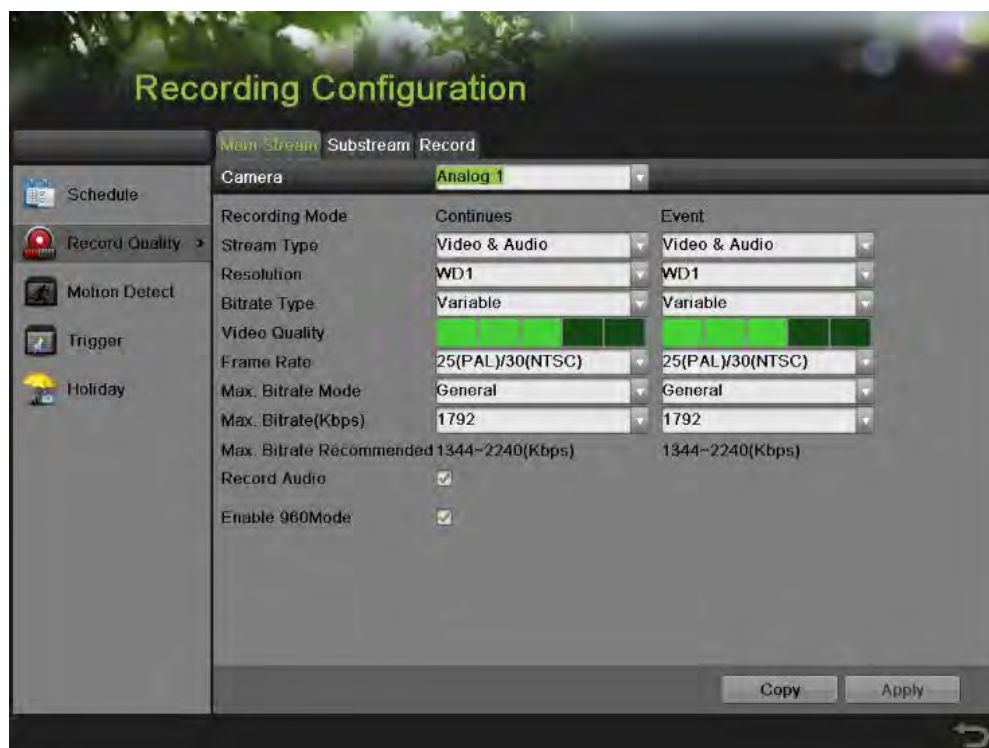 Recording Configuration
Main Stream Substream Record
Camera Analog 1
Schedule
Record Quality
Motion Detect
Trigger
Holiday
Recording Mode Continues Event
Stream Type Video & Audio Video & Audio
Resolution WD1 WD1
Bitrate Type Variable Variable
Video Quality
Frame Rate 25(PAL)/30(NTSC) 25(PAL)/30(NTSC)
Max. Bitrate Mode General General
Max. Bitrate(Kbps) 1792 1792
Max. Bitrate Recommended 1344~2240(Kbps) 1344~2240(Kbps)
Record Audio
Enable 960Mode
Copy Apply